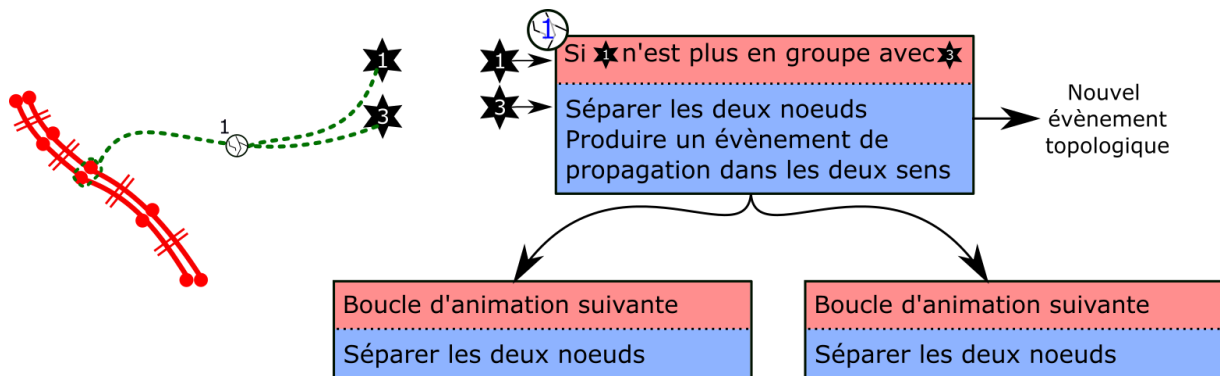 1
1
3
1
3
1
Si 1 n'est plus en groupe avec 3
Séparer les deux noeuds
Produire un évènement de
propagation dans les deux sens
Nouvel
évènement
topologique
Boucle d'animation suivante
Séparer les deux noeuds
Boucle d'animation suivante
Séparer les deux noeuds